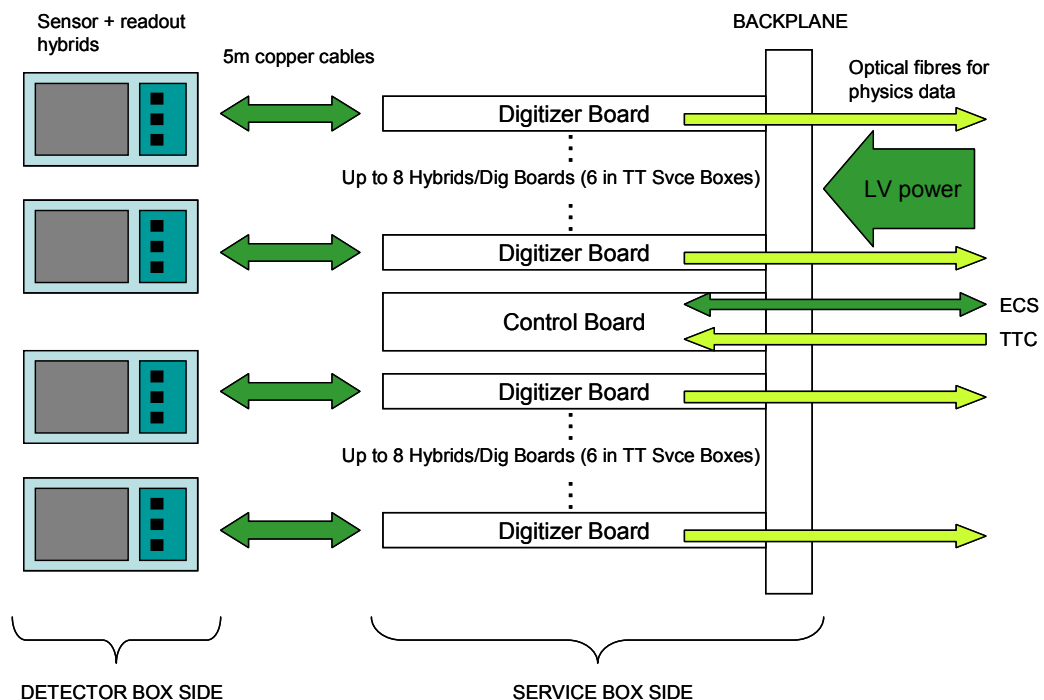 Sensor + readout
hybrids
5m copper cables
BACKPLANE
Optical fibres for
physics data
Digitizer Board
Up to 8 Hybrids/Dig Boards (6 in TT Svce Boxes)
LV power
Digitizer Board
Control Board
ECS
TTC
Digitizer Board
Up to 8 Hybrids/Dig Boards (6 in TT Svce Boxes)
Digitizer Board
DETECTOR BOX SIDE
SERVICE BOX SIDE